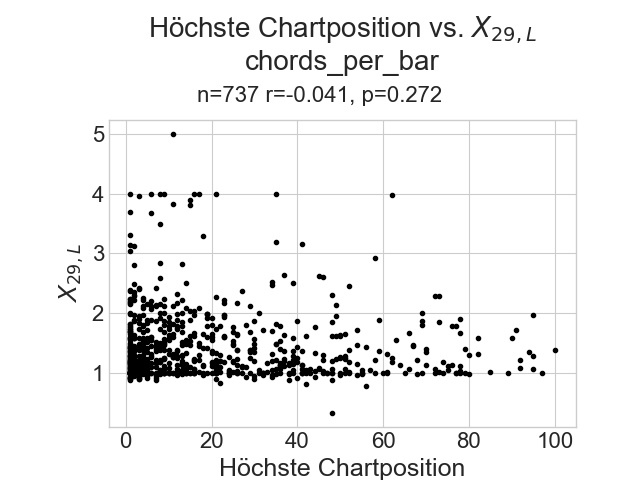 Höchste Chartposition vs. X29, L
chords_per_bar
n=737 r=-0.041, p=0.272
5
4
3
2
1
X29, L
0 20 40 60 80 100
Höchste Chartposition